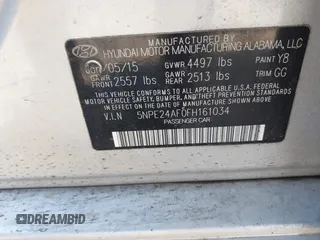 HYUNDAI MOTOR MANUFACTURING ALABAMA, LLC
05/15 GVWR 4497 lbs PAINT Y8
GAWR FRONT 2557 lbs GAWR REAR 2513 lbs TRIM GG
THIS VEHICLE CONFORMS TO ALL APPLICABLE U.S. FEDERAL
MOTOR VEHICLE SAFETY, BUMPER, AND THEFT PREVENTION
STANDARDS IN EFFECT ON THE DATE OF MANUFACTURE SHOWN ABOVE.
V.I.N 5NPE24AF0FH161034
PASSENGER CAR
DREAMBID